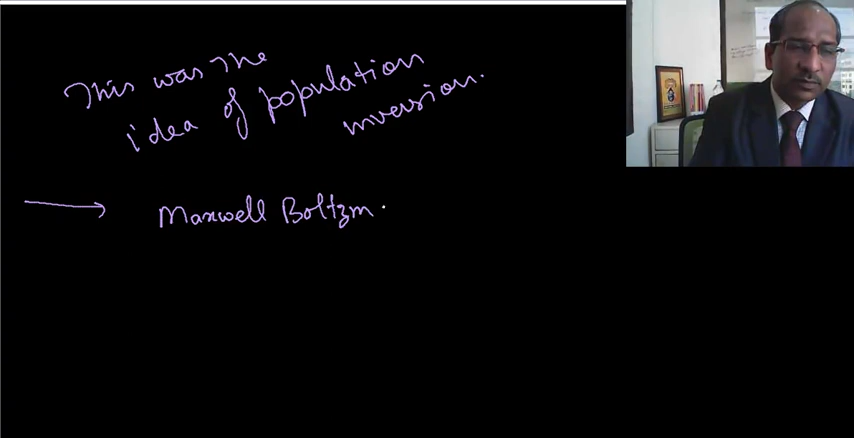 This was the
idea of population
inversion.
Maxwell Boltzm